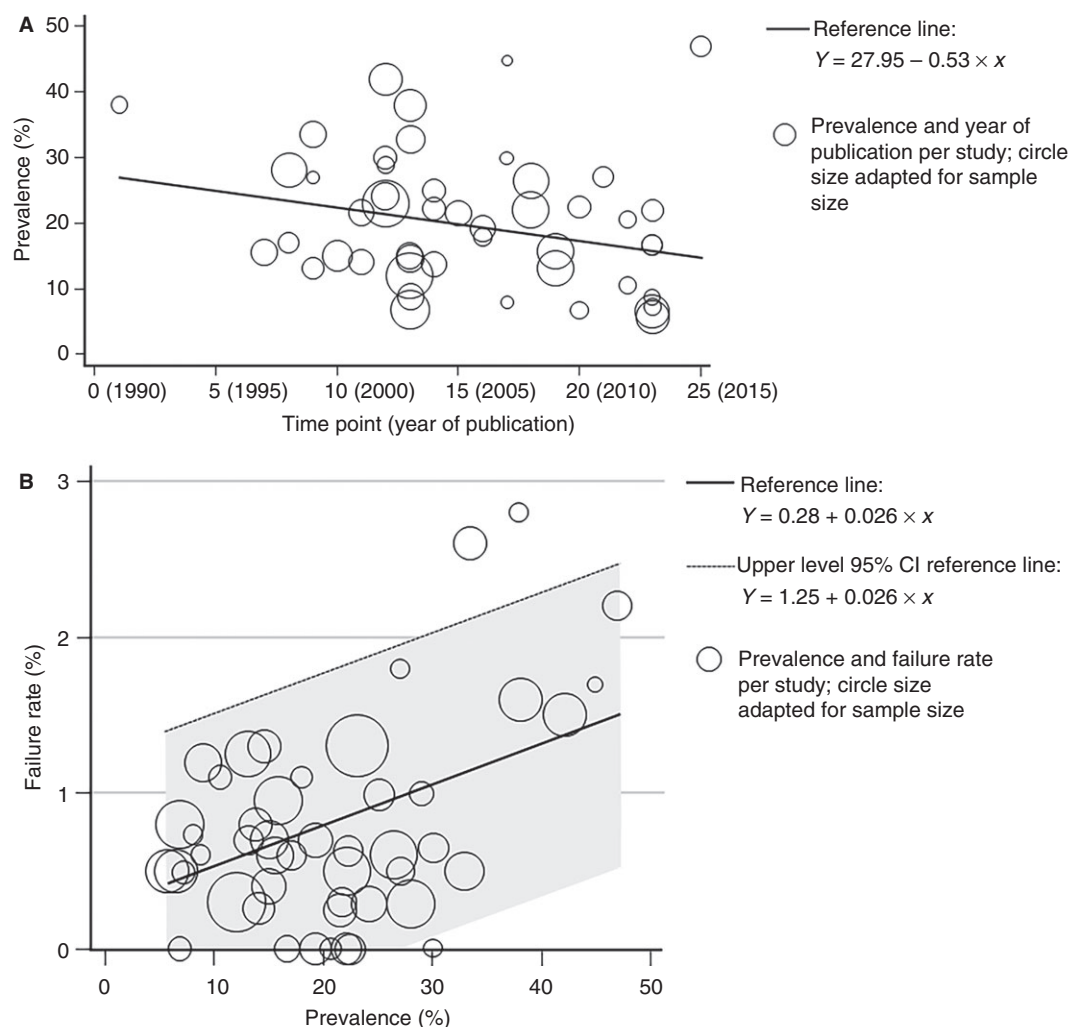 A
50
40
30
20
10
0
Prevalence (%)
0 (1990) 5 (1995) 10 (2000) 15 (2005) 20 (2010) 25 (2015)
Time point (year of publication)
Reference line:
Y = 27.95 – 0.53 × x
Prevalence and year of
publication per study; circle
size adapted for sample
size
B
3
2
1
0
Failure rate (%)
0 10 20 30 40 50
Prevalence (%)
Reference line:
Y = 0.28 + 0.026 × x
Upper level 95% CI reference line:
Y = 1.25 + 0.026 × x
Prevalence and failure rate
per study; circle size
adapted for sample size